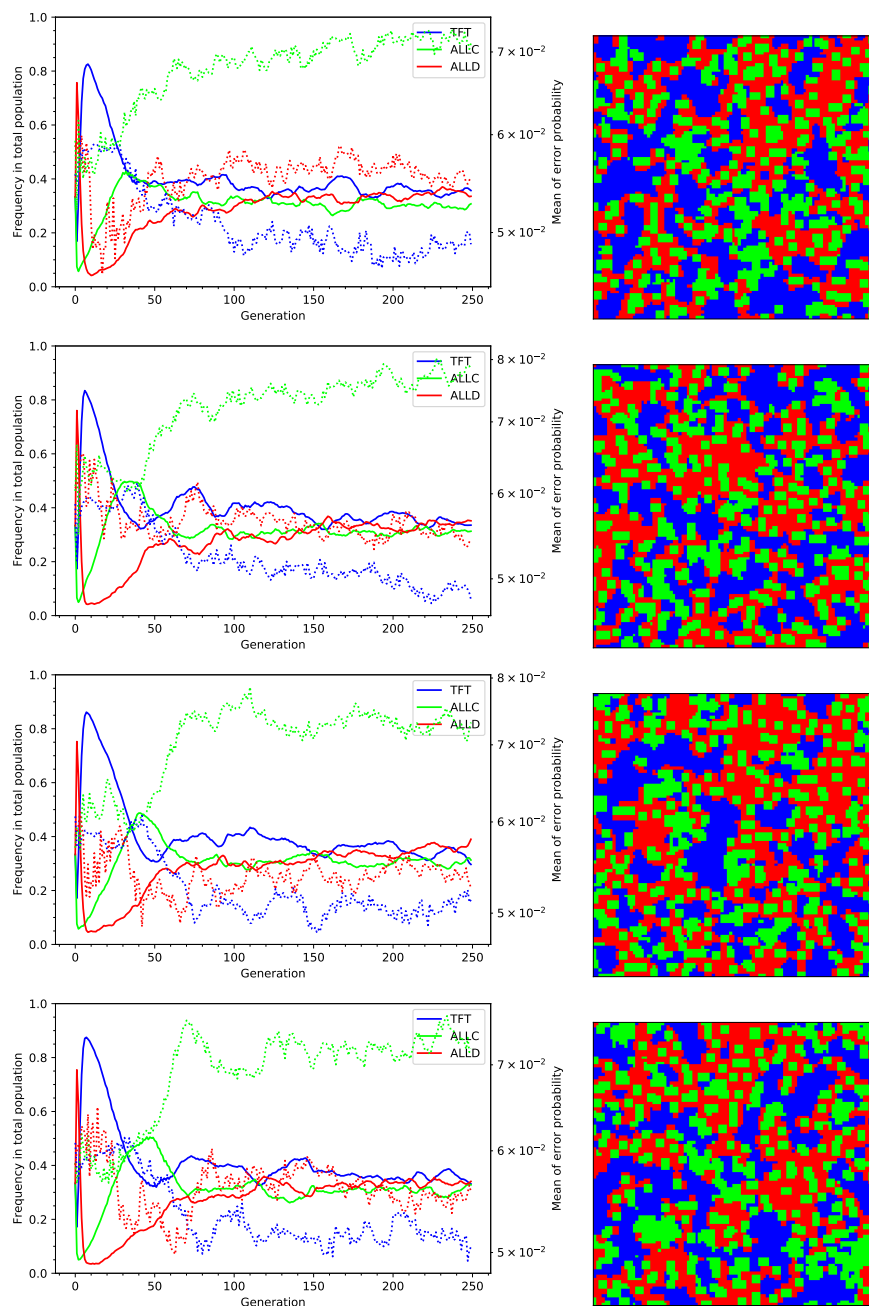 1.0
0.8
0.6
0.4
0.2
0.0
Frequency in total population
0
50
100
150
200
250
Generation
TFT
ALLC
ALLD
7 × 10⁻²
6 × 10⁻²
5 × 10⁻²
Mean of error probability
1.0
0.8
0.6
0.4
0.2
0.0
Frequency in total population
0
50
100
150
200
250
Generation
TFT
ALLC
ALLD
8 × 10⁻²
7 × 10⁻²
6 × 10⁻²
5 × 10⁻²
Mean of error probability
1.0
0.8
0.6
0.4
0.2
0.0
Frequency in total population
0
50
100
150
200
250
Generation
TFT
ALLC
ALLD
8 × 10⁻²
7 × 10⁻²
6 × 10⁻²
5 × 10⁻²
Mean of error probability
1.0
0.8
0.6
0.4
0.2
0.0
Frequency in total population
0
50
100
150
200
250
Generation
TFT
ALLC
ALLD
7 × 10⁻²
6 × 10⁻²
5 × 10⁻²
Mean of error probability